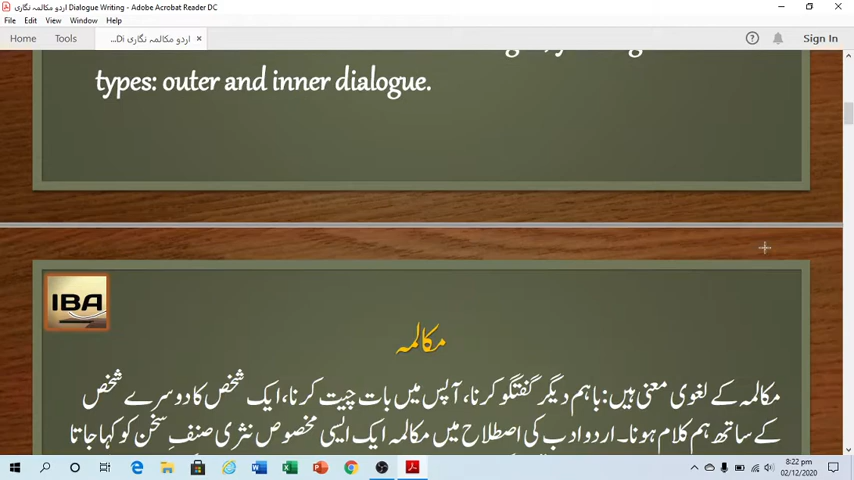 اردو مکالمہ نگاری Dialogue Writing - Adobe Acrobat Reader DC
File Edit View Window Help
Home Tools اردو مکالمہ نگاری Di... × Sign In
types: outer and inner dialogue.
IBA
مکالمہ
مکالمہ کے لغوی معنی ہیں: باہم دیگر گفتگو کرنا، آپس میں بات چیت کرنا، ایک شخص کا دوسرے شخص
کے ساتھ ہم کلام ہونا۔ اردو ادب کی اصطلاح میں مکالمہ ایک ایسی مخصوص نثری صنفِ سخن کو کہا جاتا
8:22 pm
02/12/2020